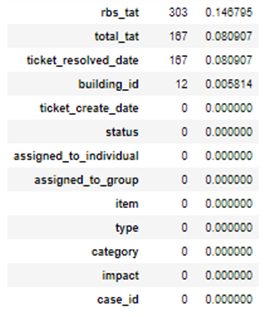 rbs_tat 303 0.146795
total_tat 167 0.080907
ticket_resolved_date 167 0.080907
building_id 12 0.005814
ticket_create_date 0 0.000000
status 0 0.000000
assigned_to_individual 0 0.000000
assigned_to_group 0 0.000000
item 0 0.000000
type 0 0.000000
category 0 0.000000
impact 0 0.000000
case_id 0 0.000000